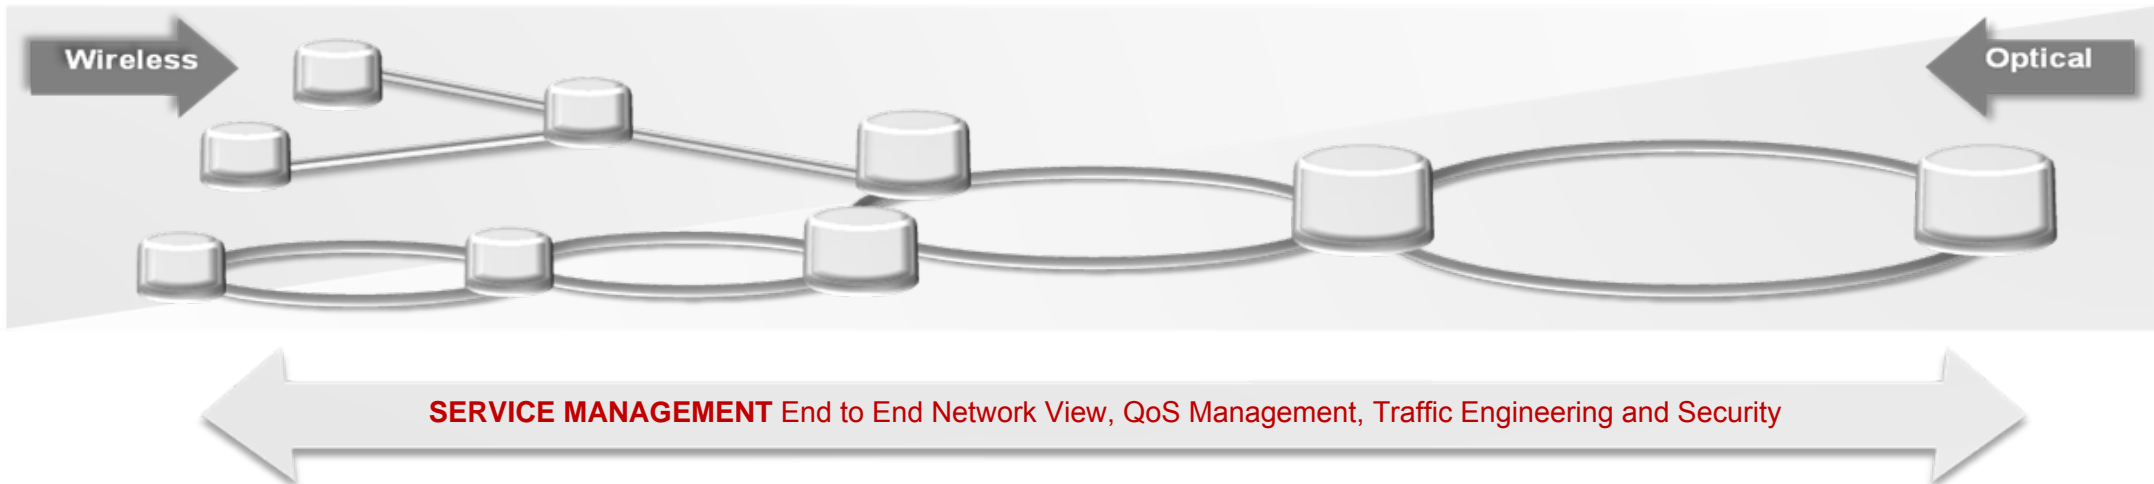 Wireless
Optical
SERVICE MANAGEMENT End to End Network View, QoS Management, Traffic Engineering and Security